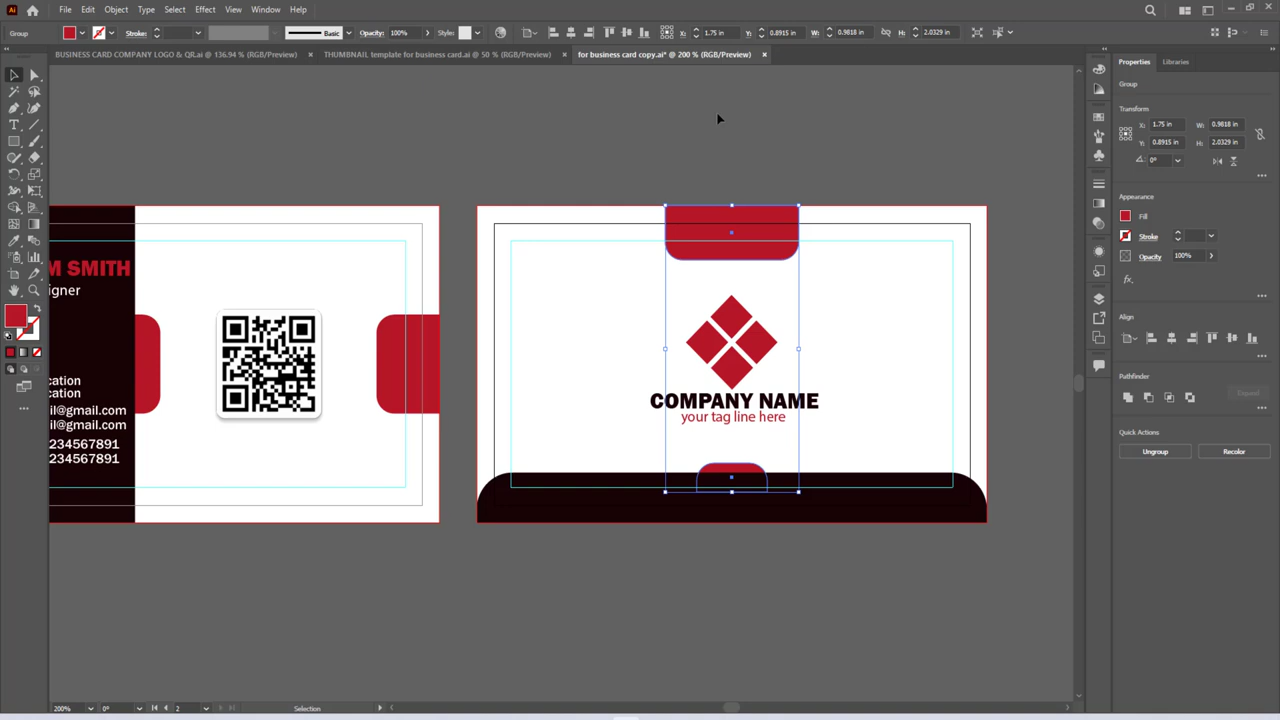 File Edit Object Type Select Effect View Window Help
Group Stroke: Basic Opacity: 100% Style: X: 1.75 in Y: 0.8915 in W: 0.9818 in H: 2.0329 in
BUSINESS CARD COMPANY LOGO & QR.ai @ 136.94 % (RGB/Preview) THUMBNAIL template for business card.ai @ 50 % (RGB/Preview) for business card copy.ai* @ 200 % (RGB/Preview)
M SMITH
igner
cation
cation
il@gmail.com
il@gmail.com
234567891
234567891
COMPANY NAME
your tag line here
Properties Libraries
Group
Transform
X: 1.75 in W: 0.9818 in
Y: 0.8915 in H: 2.0329 in
0°
Appearance
Fill
Stroke
Opacity 100%
fx
Align
Pathfinder
Expand
Quick Actions
Ungroup Recolor
200% 0° 2 Selection